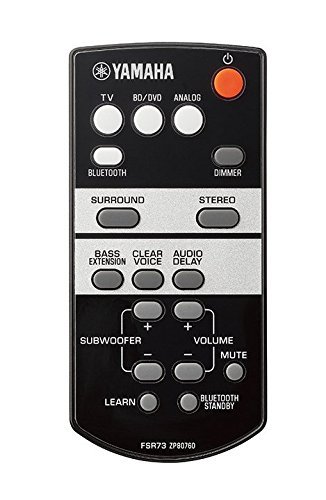 YAMAHA
TV BD/DVD ANALOG
BLUETOOTH DIMMER
SURROUND STEREO
BASS EXTENSION CLEAR VOICE AUDIO DELAY
+ +
SUBWOOFER VOLUME
- - MUTE
LEARN BLUETOOTH STANDBY
FSR73 ZP80760